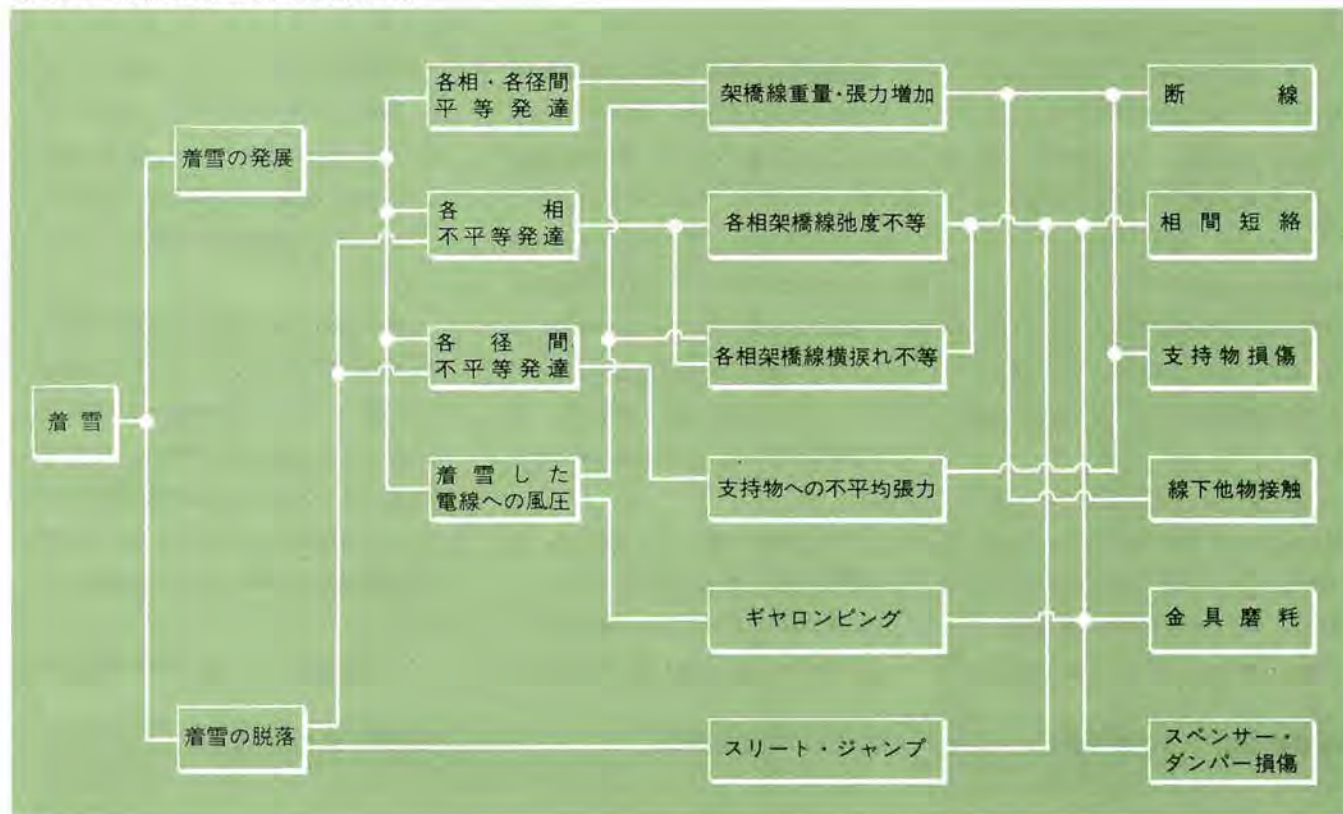 着雪
着雪の発展
着雪の脱落
各相・各径間
平等発達
各相
不平等発達
各径間
不平等発達
着雪した
電線への風圧
架橋線重量・張力増加
各相架橋線弛度不等
各相架橋線横振れ不等
支持物への不平均張力
ギヤロンピング
スリート・ジャンプ
断線
相間短絡
支持物損傷
線下他物接触
金具磨耗
スペンサー・
ダンパー損傷